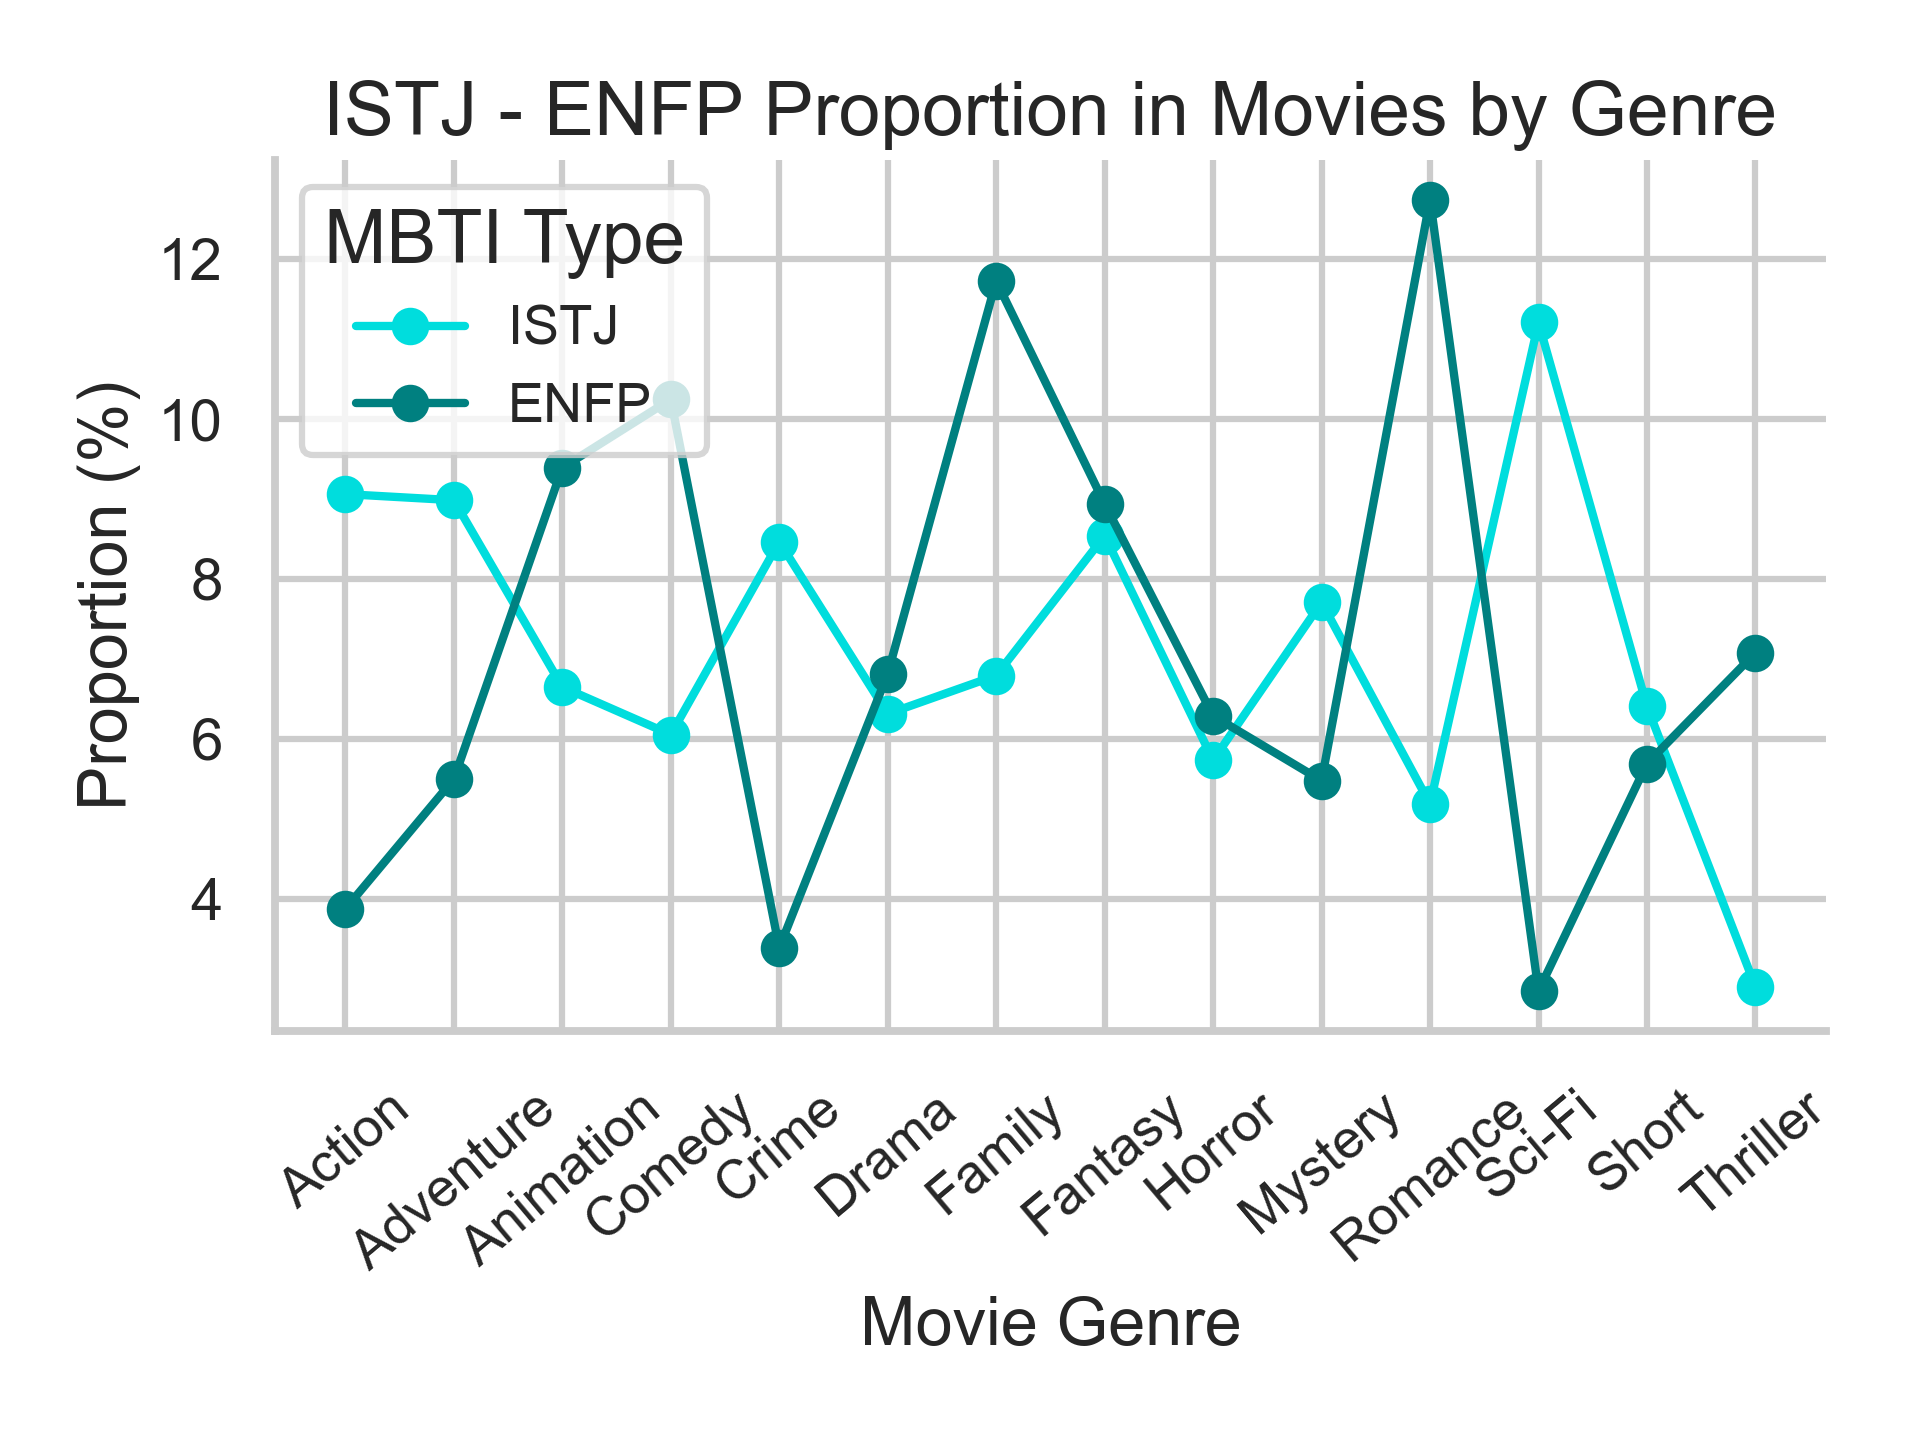 ISTJ - ENFP Proportion in Movies by Genre
MBTI Type
ISTJ
ENFP
Proportion (%)
12
10
8
6
4
Action
Adventure
Animation
Comedy
Crime
Drama
Family
Fantasy
Horror
Mystery
Romance
Sci-Fi
Short
Thriller
Movie Genre